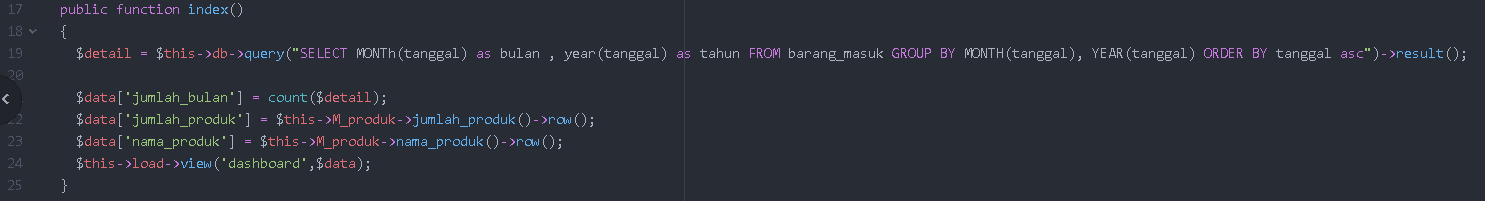 17 public function index()
18 {
19 $detail = $this->db->query("SELECT MONTh(tanggal) as bulan , year(tanggal) as tahun FROM barang_masuk GROUP BY MONTH(tanggal), YEAR(tanggal) ORDER BY tanggal asc")->result();
20
$data['jumlah_bulan'] = count($detail);
22 $data['jumlah_produk'] = $this->M_produk->jumlah_produk()->row();
23 $data['nama_produk'] = $this->M_produk->nama_produk()->row();
24 $this->load->view('dashboard',$data);
25 }